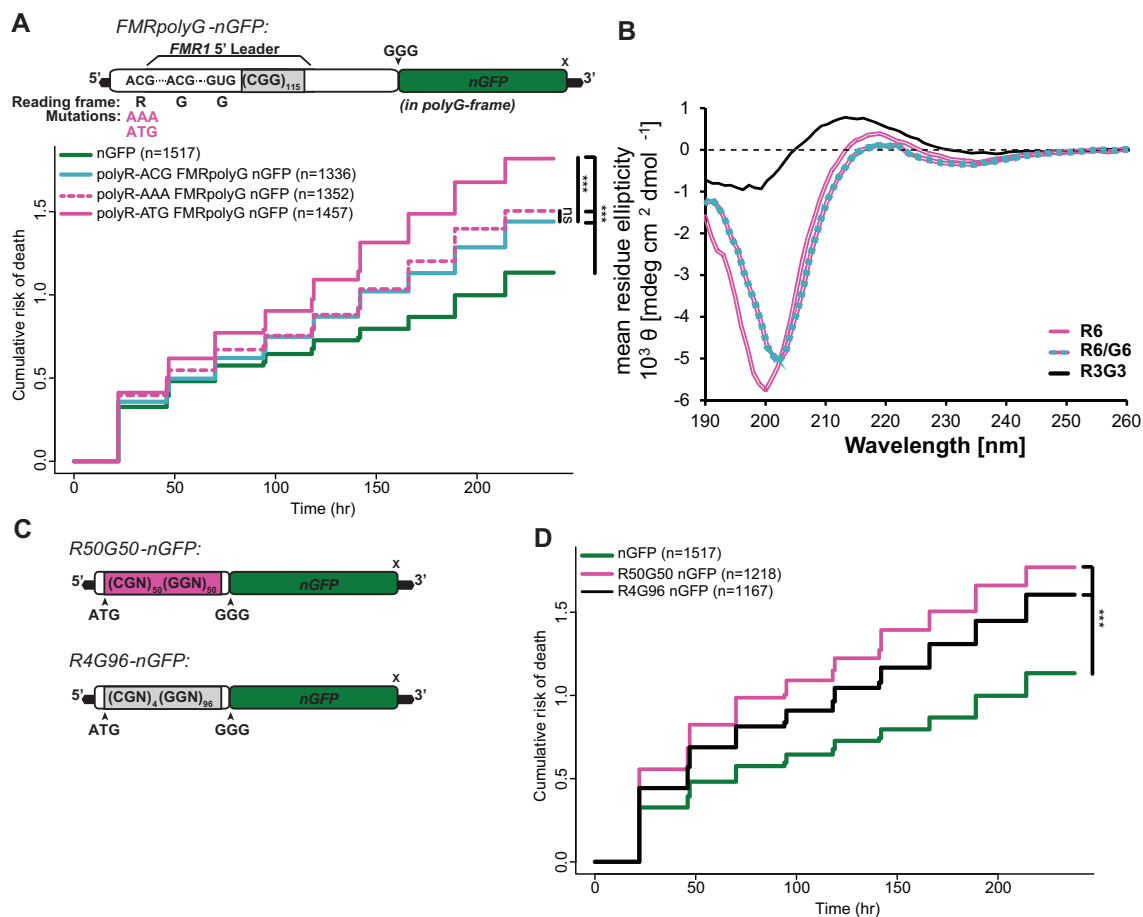 A
FMRpolyG-nGFP:
FMR1 5' Leader
GGG
x
5'
ACG····ACG···GUG
(CGG)115
nGFP
3'
Reading frame: R G G
(in polyG-frame)
Mutations: AAA
ATG
nGFP (n=1517)
polyR-ACG FMRpolyG nGFP (n=1336)
polyR-AAA FMRpolyG nGFP (n=1352)
polyR-ATG FMRpolyG nGFP (n=1457)
***
ns
***
Cumulative risk of death
0.0
0.5
1.0
1.5
0 50 100 150 200
Time (hr)
B
mean residue ellipticity
10³ θ [mdeg cm ² dmol ⁻¹]
1
0
-1
-2
-3
-4
-5
-6
R6
R6/G6
R3G3
190 200 210 220 230 240 250 260
Wavelength [nm]
C
R50G50-nGFP:
x
5'
(CGN)50(GGN)50
nGFP
3'
ATG
GGG
R4G96-nGFP:
x
5'
(CGN)4(GGN)96
nGFP
3'
ATG
GGG
D
nGFP (n=1517)
R50G50 nGFP (n=1218)
R4G96 nGFP (n=1167)
***
Cumulative risk of death
0.0
0.5
1.0
1.5
0 50 100 150 200
Time (hr)